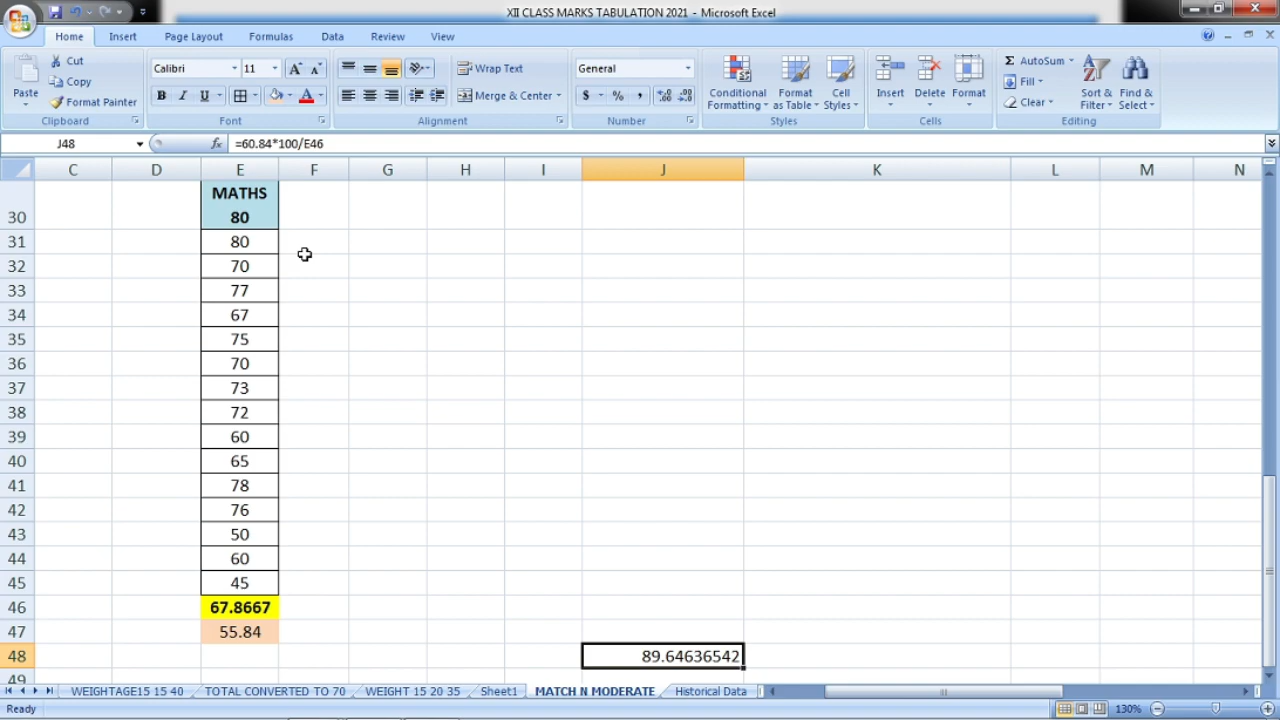 XII CLASS MARKS TABULATION 2021 - Microsoft Excel
Home Insert Page Layout Formulas Data Review View
Paste Cut Copy Format Painter Clipboard
Calibri 11 B I U A Font
Wrap Text Merge & Center Alignment
General $ % , Number
Conditional Formatting Format as Table Cell Styles Styles
Insert Delete Format Cells
Σ AutoSum Fill Clear Sort & Filter Find & Select Editing
J48 fx =60.84*100/E46
C D E F G H I J K L M N
MATHS
30 80
31 80
32 70
33 77
34 67
35 75
36 70
37 73
38 72
39 60
40 65
41 78
42 76
43 50
44 60
45 45
46 67.8667
47 55.84
48 89.64636542
49
WEIGHTAGE15 15 40 TOTAL CONVERTED TO 70 WEIGHT 15 20 35 Sheet1 MATCH N MODERATE Historical Data
Ready 130%